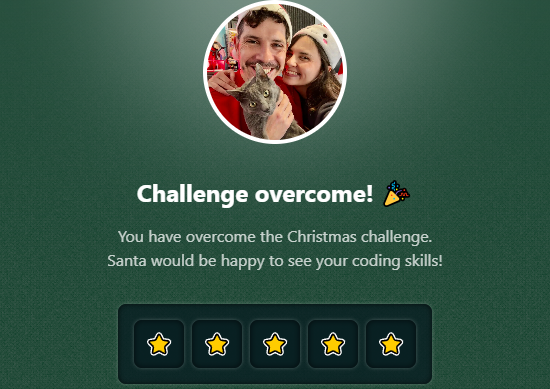 Challenge overcome! 🎉
You have overcome the Christmas challenge.
Santa would be happy to see your coding skills!